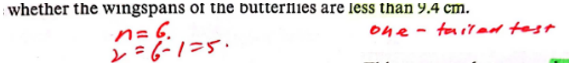 whether the wingspans of the butterflies are less than 9.4 cm.
n = 6. one-tailed test
ν = 6-1 = 5.